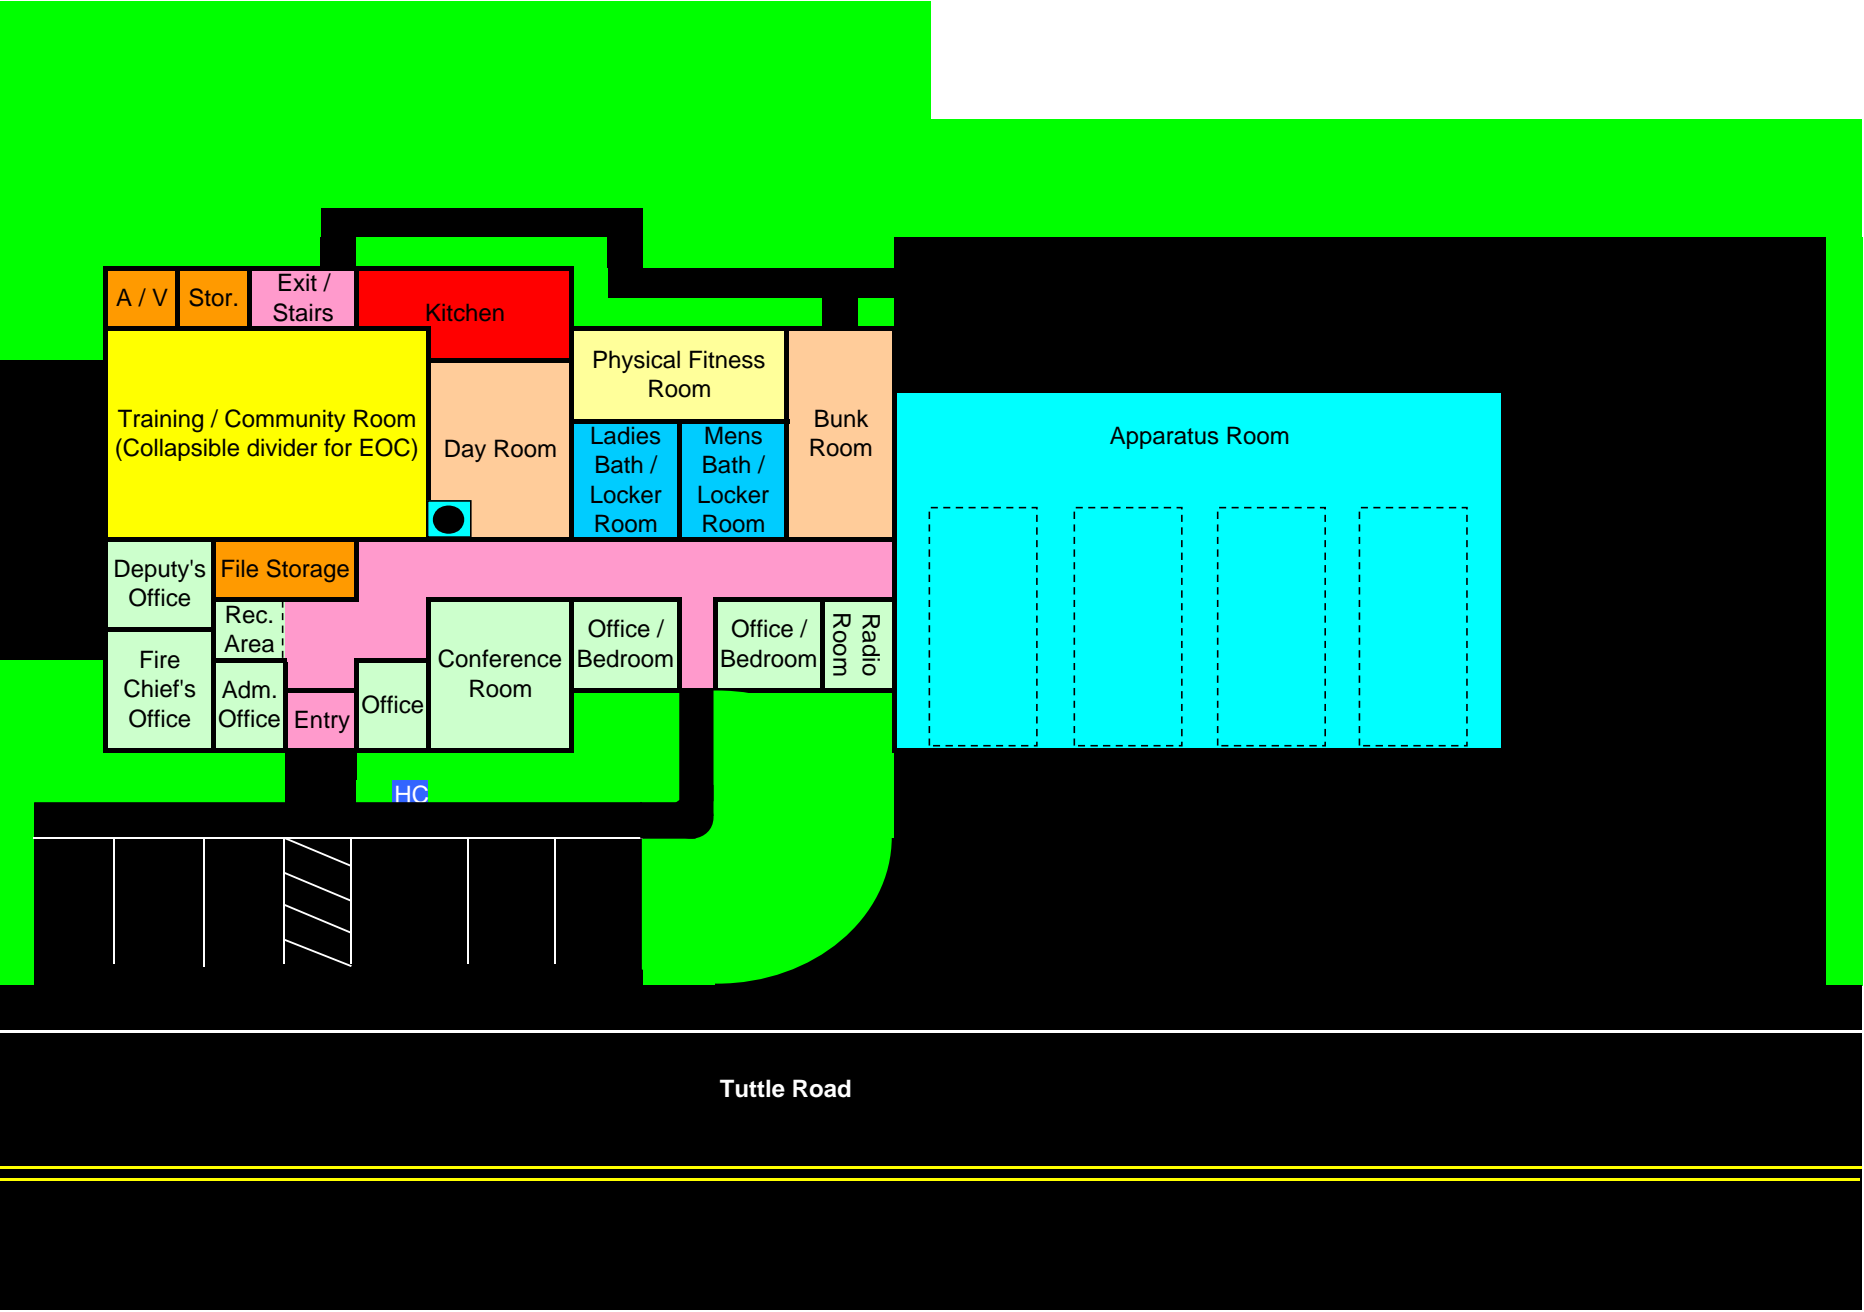 A / V
Stor.
Exit /
Stairs
Kitchen
Training / Community Room
(Collapsible divider for EOC)
Day Room
Physical Fitness
Room
Ladies
Bath /
Locker
Room
Mens
Bath /
Locker
Room
Bunk
Room
Apparatus Room
Deputy's
Office
File Storage
Rec.
Area
Fire
Chief's
Office
Adm.
Office
Entry
Office
Conference
Room
Office /
Bedroom
Office /
Bedroom
Radio
Room
HC
Tuttle Road